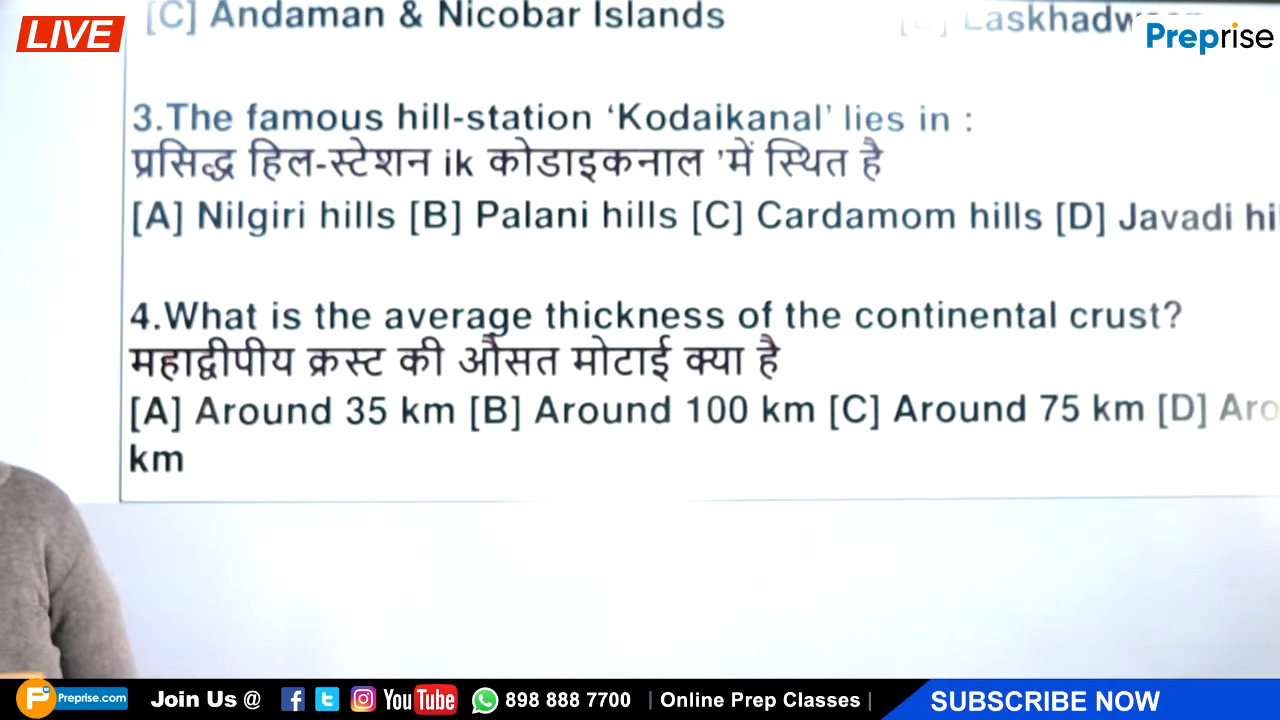 LIVE
[C] Andaman & Nicobar Islands
Preprise
3.The famous hill-station ‘Kodaikanal’ lies in :
प्रसिद्ध हिल-स्टेशन ik कोडाइकनाल ’में स्थित है
[A] Nilgiri hills [B] Palani hills [C] Cardamom hills [D] Javadi
4.What is the average thickness of the continental crust?
महाद्वीपीय क्रस्ट की औसत मोटाई क्या है
[A] Around 35 km [B] Around 100 km [C] Around 75 km [D]
km
Preprise.com Join Us @ YouTube 898 888 7700 | Online Prep Classes | SUBSCRIBE NOW